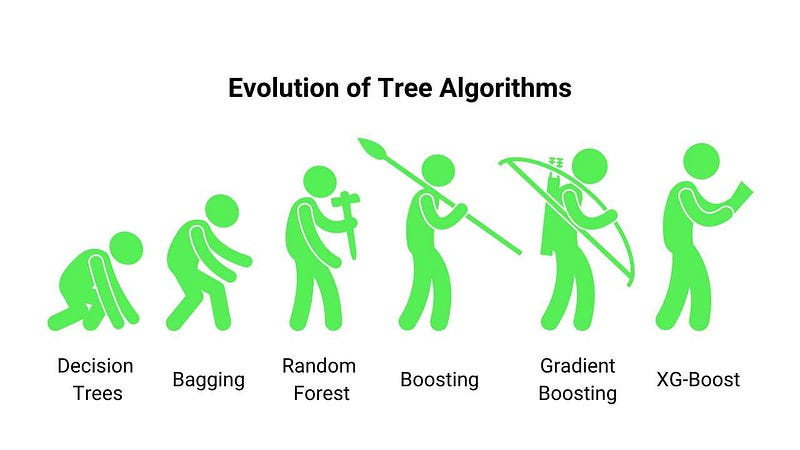 Evolution of Tree Algorithms
Decision
Trees
Bagging
Random
Forest
Boosting
Gradient
Boosting
XG-Boost